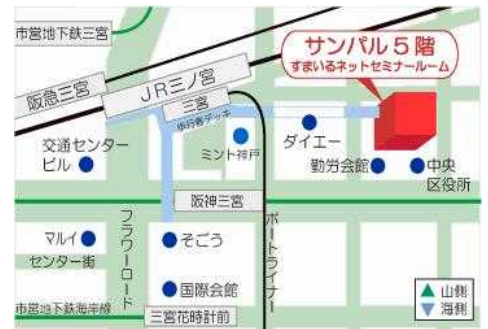 市営地下鉄三宮
サンパル5階
すまいるネットセミナールーム
阪急三宮
JR三ノ宮
三宮
歩行者デッキ
交通センター
ビル
ミント神戸
ダイエー
勤労会館
中央
区役所
阪神三宮
フラワーロード
ポートライナー
マルイ
センター街
そごう
国際会館
市営地下鉄海岸線
三宮花時計前
山側
海側